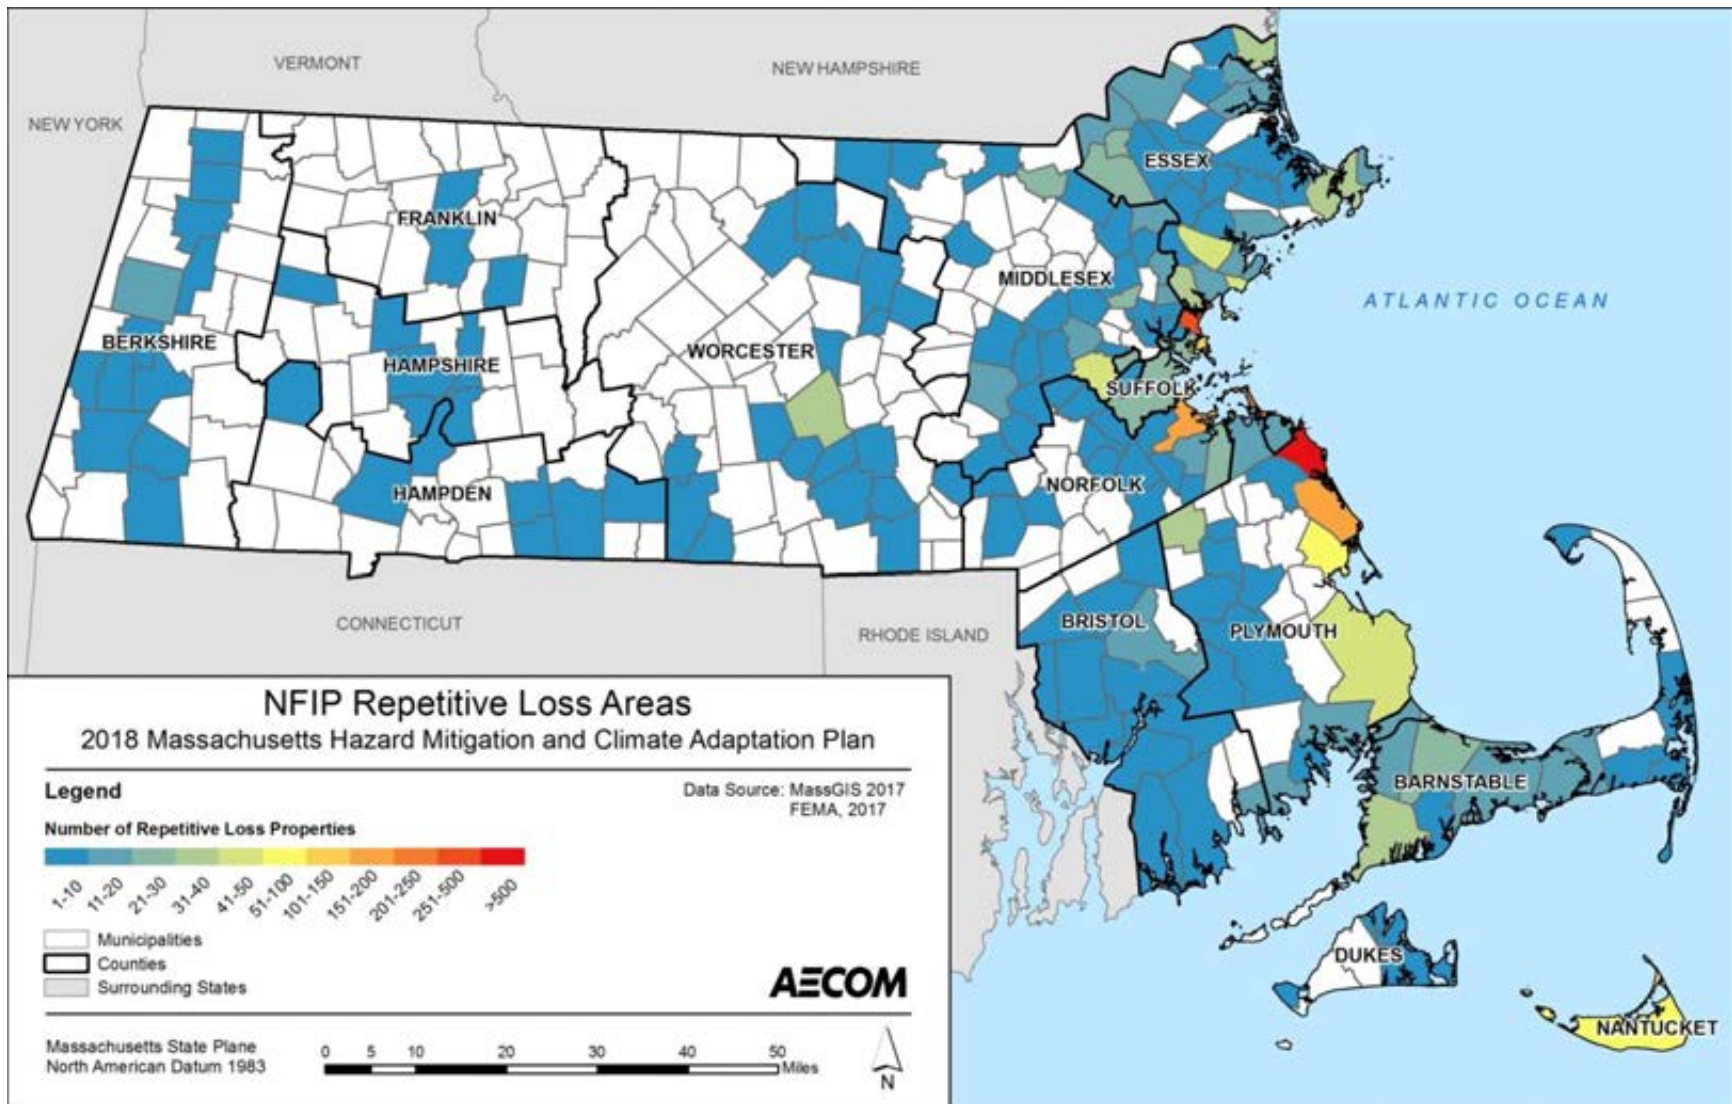 VERMONT
NEW HAMPSHIRE
NEW YORK
ESSEX
FRANKLIN
MIDDLESEX
ATLANTIC OCEAN
BERKSHIRE
HAMPSHIRE
WORCESTER
SUFFOLK
HAMPDEN
NORFOLK
CONNECTICUT
RHODE ISLAND
BRISTOL
PLYMOUTH
BARNSTABLE
DUKES
NANTUCKET
NFIP Repetitive Loss Areas
2018 Massachusetts Hazard Mitigation and Climate Adaptation Plan
Legend
Data Source: MassGIS 2017
FEMA, 2017
Number of Repetitive Loss Properties
1-10 11-20 21-30 31-40 41-50 51-100 101-150 151-200 201-250 251-500 >500
Municipalities
Counties
Surrounding States
AECOM
Massachusetts State Plane
North American Datum 1983
0 5 10 20 30 40 50
Miles
N